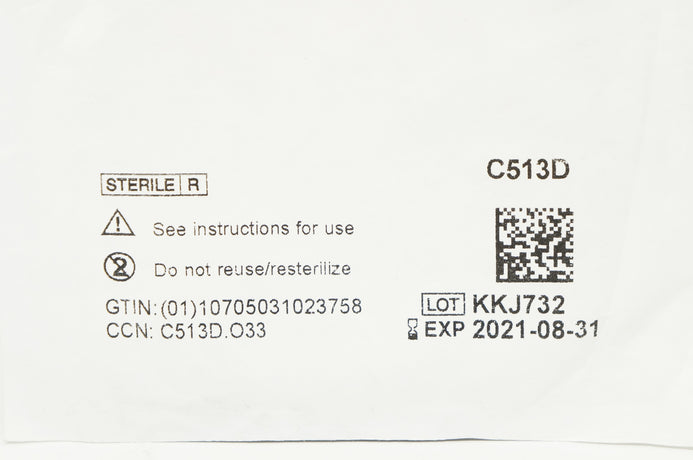 C513D
STERILE R
See instructions for use
2 Do not reuse/resterilize
GTIN:(01)10705031023758
CCN: C513D.O33
LOT KKJ732
EXP 2021-08-31